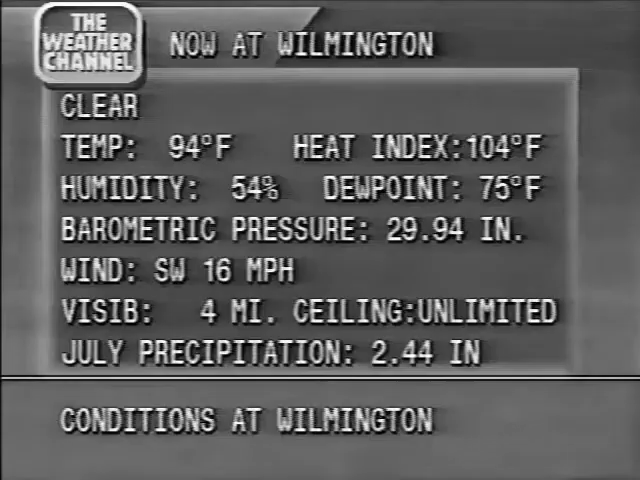 THE
WEATHER
CHANNEL
NOW AT WILMINGTON
CLEAR
TEMP: 94°F HEAT INDEX:104°F
HUMIDITY: 54% DEWPOINT: 75°F
BAROMETRIC PRESSURE: 29.94 IN.
WIND: SW 16 MPH
VISIB: 4 MI. CEILING:UNLIMITED
JULY PRECIPITATION: 2.44 IN
CONDITIONS AT WILMINGTON